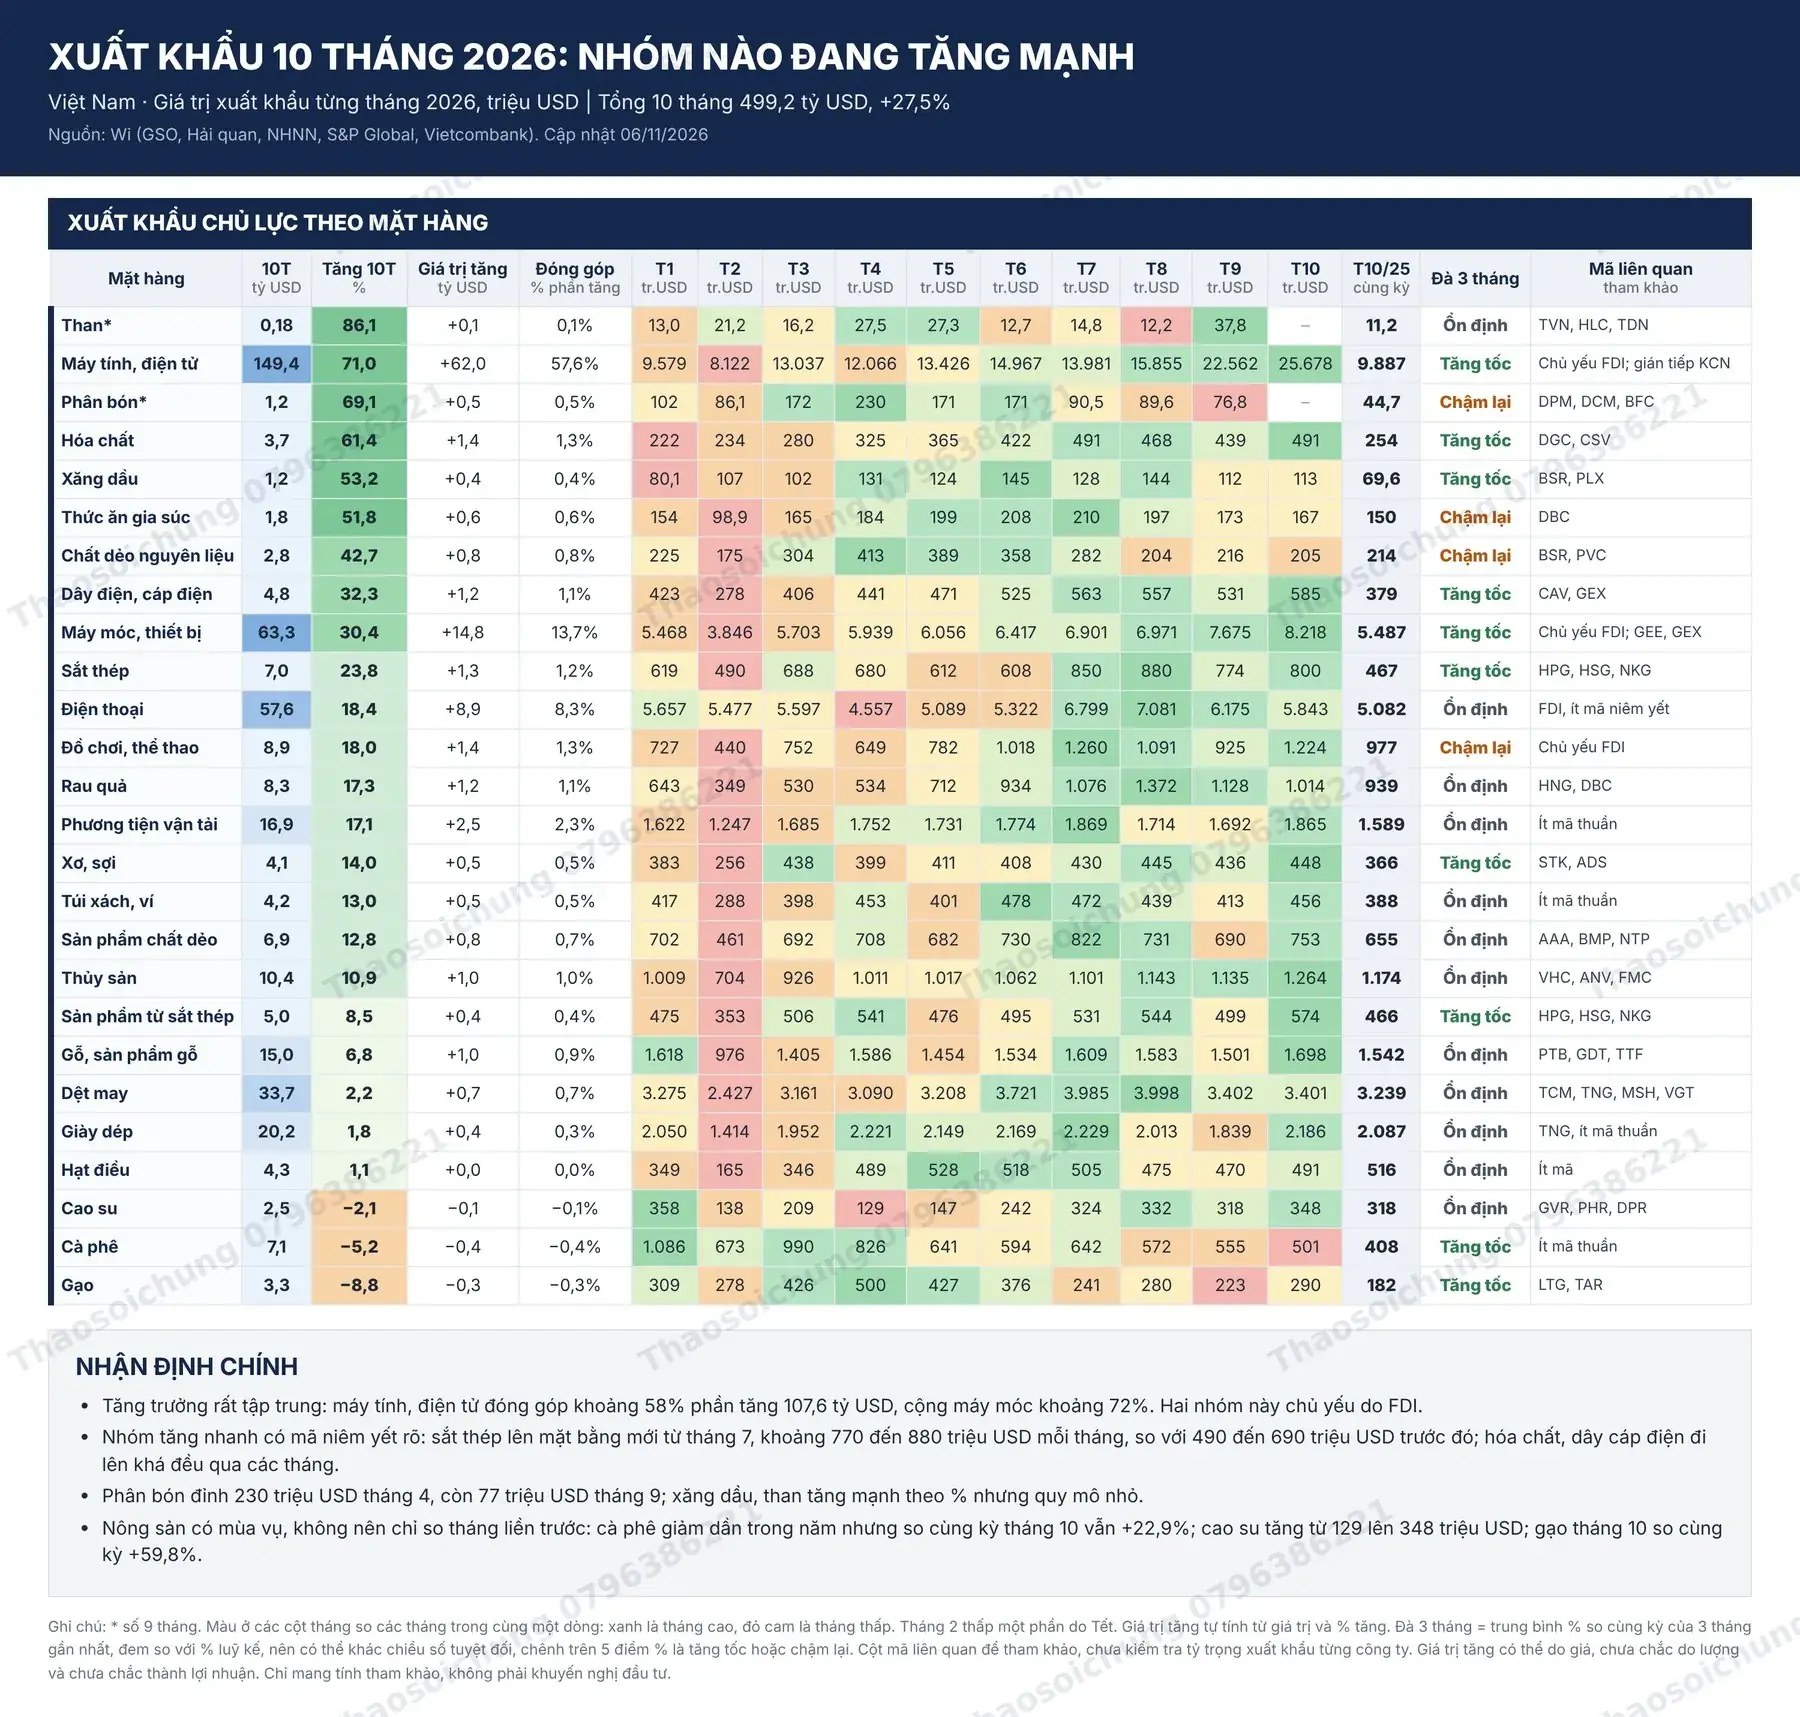 XUẤT KHẨU 10 THÁNG 2026: NHÓM NÀO ĐANG TĂNG MẠNH
Việt Nam · Giá trị xuất khẩu từng tháng 2026, triệu USD | Tổng 10 tháng 499,2 tỷ USD, +27,5%
Nguồn: Wi (GSO, Hải quan, NHNN, S&P Global, Vietcombank). Cập nhật 06/11/2026
XUẤT KHẨU CHỦ LỰC THEO MẶT HÀNG
Mặt hàng 10T Tăng 10T Giá trị tăng Đóng góp T1 T2 T3 T4 T5 T6 T7 T8 T9 T10 T10/25 Đà 3 tháng Mã liên quan
tỷ USD % tỷ USD % phần tăng tr.USD tr.USD tr.USD tr.USD tr.USD tr.USD tr.USD tr.USD tr.USD tr.USD cùng kỳ tham khảo
Than* 0,18 86,1 +0,1 0,1% 13,0 21,2 16,2 27,5 27,3 12,7 14,8 12,2 37,8 – 11,2 Ổn định TVN, HLC, TDN
Máy tính, điện tử 149,4 71,0 +62,0 57,6% 9.579 8.122 13.037 12.066 13.426 14.967 13.981 15.855 22.562 25.678 9.887 Tăng tốc Chủ yếu FDI; gián tiếp KCN
Phân bón* 1,2 69,1 +0,5 0,5% 102 86,1 172 230 171 171 90,5 89,6 76,8 – 44,7 Chậm lại DPM, DCM, BFC
Hóa chất 3,7 61,4 +1,4 1,3% 222 234 280 325 365 422 491 468 439 491 254 Tăng tốc DGC, CSV
Xăng dầu 1,2 53,2 +0,4 0,4% 80,1 107 102 131 124 145 128 144 112 113 69,6 Tăng tốc BSR, PLX
Thức ăn gia súc 1,8 51,8 +0,6 0,6% 154 98,9 165 184 199 208 210 197 173 167 150 Chậm lại DBC
Chất dẻo nguyên liệu 2,8 42,7 +0,8 0,8% 225 175 304 413 389 358 282 204 216 205 214 Chậm lại BSR, PVC
Dây điện, cáp điện 4,8 32,3 +1,2 1,1% 423 278 406 441 471 525 563 557 531 585 379 Tăng tốc CAV, GEX
Máy móc, thiết bị 63,3 30,4 +14,8 13,7% 5.468 3.846 5.703 5.939 6.056 6.417 6.901 6.971 7.675 8.218 5.487 Tăng tốc Chủ yếu FDI; GEE, GEX
Sắt thép 7,0 23,8 +1,3 1,2% 619 490 688 680 612 608 850 880 774 800 467 Tăng tốc HPG, HSG, NKG
Điện thoại 57,6 18,4 +8,9 8,3% 5.657 5.477 5.597 4.557 5.089 5.322 6.799 7.081 6.175 5.843 5.082 Ổn định FDI, ít mã niêm yết
Đồ chơi, thể thao 8,9 18,0 +1,4 1,3% 727 440 752 649 782 1.018 1.260 1.091 925 1.224 977 Chậm lại Chủ yếu FDI
Rau quả 8,3 17,3 +1,2 1,1% 643 349 530 534 712 934 1.076 1.372 1.128 1.014 939 Ổn định HNG, DBC
Phương tiện vận tải 16,9 17,1 +2,5 2,3% 1.622 1.247 1.685 1.752 1.731 1.774 1.869 1.714 1.692 1.865 1.589 Ổn định Ít mã thuần
Xơ, sợi 4,1 14,0 +0,5 0,5% 383 256 438 399 411 408 430 445 436 448 366 Tăng tốc STK, ADS
Túi xách, ví 4,2 13,0 +0,5 0,5% 417 288 398 453 401 478 472 439 413 456 388 Ổn định Ít mã thuần
Sản phẩm chất dẻo 6,9 12,8 +0,8 0,7% 702 461 692 708 682 730 822 731 690 753 655 Ổn định AAA, BMP, NTP
Thủy sản 10,4 10,9 +1,0 1,0% 1.009 704 926 1.011 1.017 1.062 1.101 1.143 1.135 1.264 1.174 Ổn định VHC, ANV, FMC
Sản phẩm từ sắt thép 5,0 8,5 +0,4 0,4% 475 353 506 541 476 495 531 544 499 574 466 Tăng tốc HPG, HSG, NKG
Gỗ, sản phẩm gỗ 15,0 6,8 +1,0 0,9% 1.618 976 1.405 1.586 1.454 1.534 1.609 1.583 1.501 1.698 1.542 Ổn định PTB, GDT, TTF
Dệt may 33,7 2,2 +0,7 0,7% 3.275 2.427 3.161 3.090 3.208 3.721 3.985 3.998 3.402 3.401 3.239 Ổn định TCM, TNG, MSH, VGT
Giày dép 20,2 1,8 +0,4 0,3% 2.050 1.414 1.952 2.221 2.149 2.169 2.229 2.013 1.839 2.186 2.087 Ổn định TNG, ít mã thuần
Hạt điều 4,3 1,1 +0,0 0,0% 349 165 346 489 528 518 505 475 470 491 516 Ổn định Ít mã
Cao su 2,5 −2,1 −0,1 −0,1% 358 138 209 129 147 242 324 332 318 348 318 Ổn định GVR, PHR, DPR
Cà phê 7,1 −5,2 −0,4 −0,4% 1.086 673 990 826 641 594 642 572 555 501 408 Tăng tốc Ít mã thuần
Gạo 3,3 −8,8 −0,3 −0,3% 309 278 426 500 427 376 241 280 223 290 182 Tăng tốc LTG, TAR
NHẬN ĐỊNH CHÍNH
• Tăng trưởng rất tập trung: máy tính, điện tử đóng góp khoảng 58% phần tăng 107,6 tỷ USD, cộng máy móc khoảng 72%. Hai nhóm này chủ yếu do FDI.
• Nhóm tăng nhanh có mã niêm yết rõ: sắt thép lên mặt bằng mới từ tháng 7, khoảng 770 đến 880 triệu USD mỗi tháng, so với 490 đến 690 triệu USD trước đó; hóa chất, dây cáp điện đi
lên khá đều qua các tháng.
• Phân bón đỉnh 230 triệu USD tháng 4, còn 77 triệu USD tháng 9; xăng dầu, than tăng mạnh theo % nhưng quy mô nhỏ.
• Nông sản có mùa vụ, không nên chỉ so tháng liền trước: cà phê giảm dần trong năm nhưng so cùng kỳ tháng 10 vẫn +22,9%; cao su tăng từ 129 lên 348 triệu USD; gạo tháng 10 so cùng
kỳ +59,8%.
Ghi chú: * số 9 tháng. Màu ở các cột tháng so các tháng trong cùng một dòng: xanh là tháng cao, đỏ cam là tháng thấp. Tháng 2 thấp một phần do Tết. Giá trị tăng tự tính từ giá trị và % tăng. Đà 3 tháng = trung bình % so cùng kỳ của 3 tháng
gần nhất, đem so với % luỹ kế, nên có thể khác chiều số tuyệt đối, chênh trên 5 điểm % là tăng tốc hoặc chậm lại. Cột mã liên quan để tham khảo, chưa kiểm tra tỷ trọng xuất khẩu từng công ty. Giá trị tăng có thể do giá, chưa chắc do lượng
và chưa chắc thành lợi nhuận. Chỉ mang tính tham khảo, không phải khuyến nghị đầu tư.
Thaosoichung 0796386221